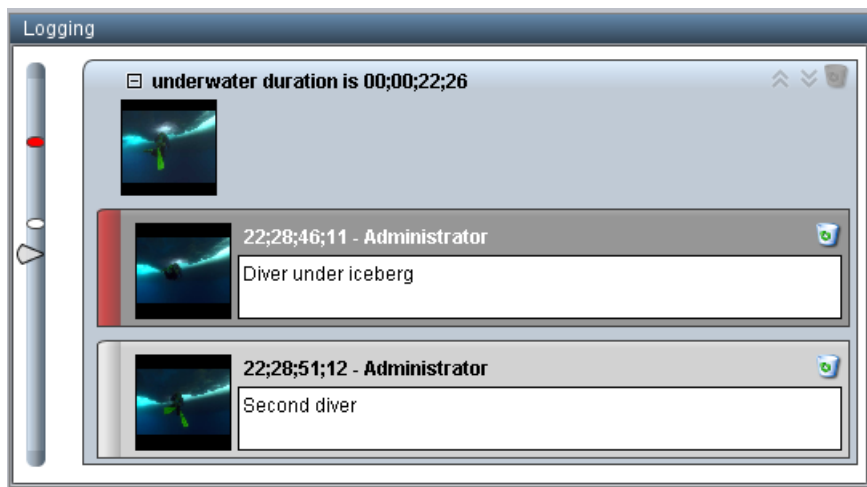 Logging
underwater duration is 00;00;22;26
22;28;46;11 - Administrator
Diver under iceberg
22;28;51;12 - Administrator
Second diver